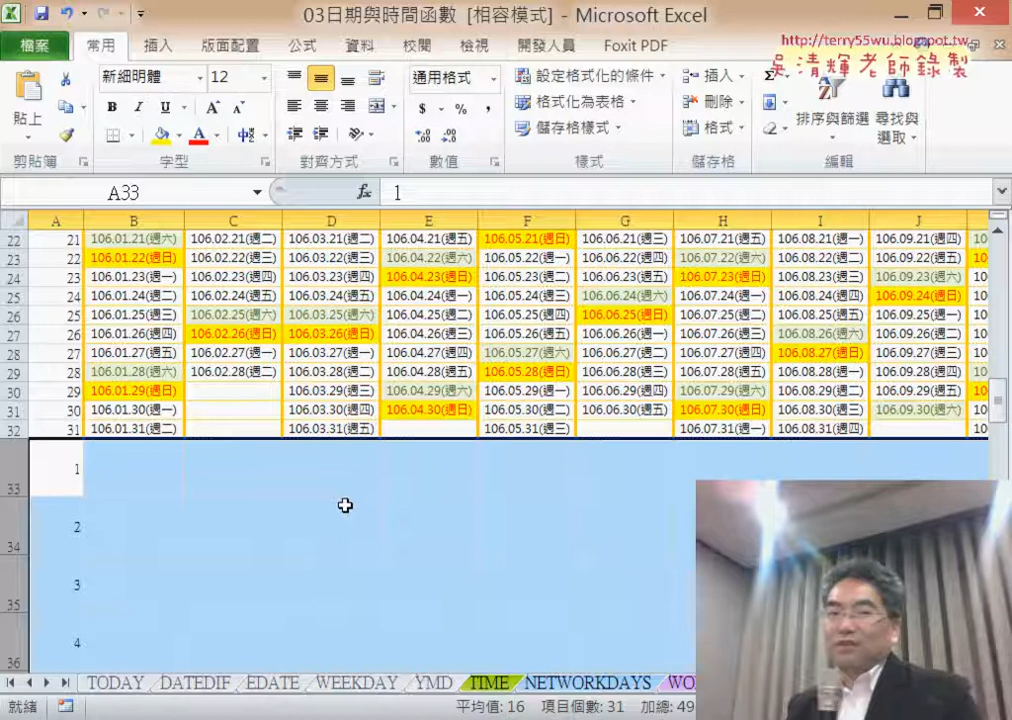 03日期與時間函數 [相容模式] - Microsoft Excel
檔案 常用 插入 版面配置 公式 資料 校閱 檢視 開發人員 Foxit PDF
http://terry55wu.blogspot.tw
吳清輝老師錄製
新細明體 12 通用格式 設定格式化的條件 插入 Σ
貼上 B I U A A $ % , 格式化為表格 刪除 排序與篩選 尋找與選取
A 中 儲存格樣式 格式
剪貼簿 字型 對齊方式 數值 樣式 儲存格 編輯
A33 fx 1
A B C D E F G H I J
22 21 106.01.21(週六) 106.02.21(週二) 106.03.21(週二) 106.04.21(週五) 106.05.21(週日) 106.06.21(週三) 106.07.21(週五) 106.08.21(週一) 106.09.21(週四) 10
23 22 106.01.22(週日) 106.02.22(週三) 106.03.22(週三) 106.04.22(週六) 106.05.22(週一) 106.06.22(週四) 106.07.22(週六) 106.08.22(週二) 106.09.22(週五) 10
24 23 106.01.23(週一) 106.02.23(週四) 106.03.23(週四) 106.04.23(週日) 106.05.23(週二) 106.06.23(週五) 106.07.23(週日) 106.08.23(週三) 106.09.23(週六) 10
25 24 106.01.24(週二) 106.02.24(週五) 106.03.24(週五) 106.04.24(週一) 106.05.24(週三) 106.06.24(週六) 106.07.24(週一) 106.08.24(週四) 106.09.24(週日) 10
26 25 106.01.25(週三) 106.02.25(週六) 106.03.25(週六) 106.04.25(週二) 106.05.25(週四) 106.06.25(週日) 106.07.25(週二) 106.08.25(週五) 106.09.25(週一) 10
27 26 106.01.26(週四) 106.02.26(週日) 106.03.26(週日) 106.04.26(週三) 106.05.26(週五) 106.06.26(週一) 106.07.26(週三) 106.08.26(週六) 106.09.26(週二) 10
28 27 106.01.27(週五) 106.02.27(週一) 106.03.27(週一) 106.04.27(週四) 106.05.27(週六) 106.06.27(週二) 106.07.27(週四) 106.08.27(週日) 106.09.27(週三) 10
29 28 106.01.28(週六) 106.02.28(週二) 106.03.28(週二) 106.04.28(週五) 106.05.28(週日) 106.06.28(週三) 106.07.28(週五) 106.08.28(週一) 106.09.28(週四) 10
30 29 106.01.29(週日) 106.03.29(週三) 106.04.29(週六) 106.05.29(週一) 106.06.29(週四) 106.07.29(週六) 106.08.29(週二) 106.09.29(週五) 10
31 30 106.01.30(週一) 106.03.30(週四) 106.04.30(週日) 106.05.30(週二) 106.06.30(週五) 106.07.30(週日) 106.08.30(週三) 106.09.30(週六) 10
32 31 106.01.31(週二) 106.03.31(週五) 106.05.31(週三) 106.07.31(週一) 106.08.31(週四) 10
33 1
34 2
35 3
36 4
TODAY DATEDIF EDATE WEEKDAY YMD TIME NETWORKDAYS WO
就緒 平均值: 16 項目個數: 31 加總: 49